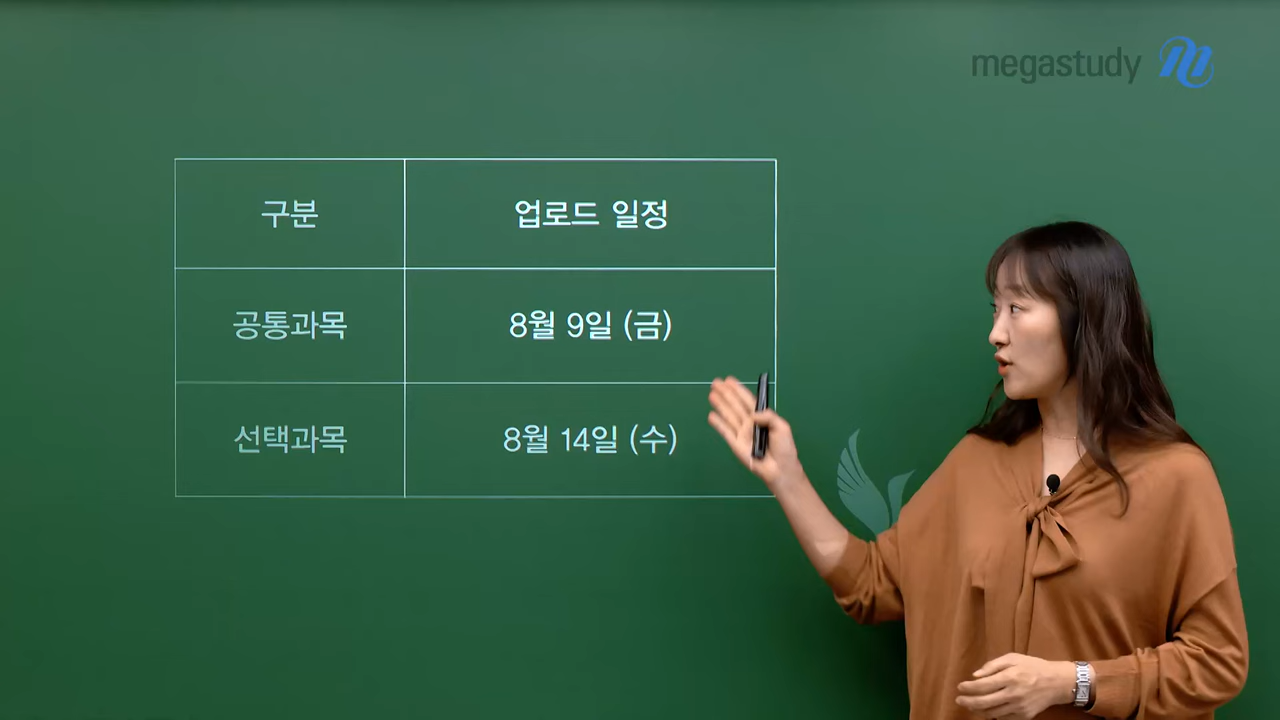 megastudy
구분
업로드 일정
공통과목
8월 9일 (금)
선택과목
8월 14일 (수)